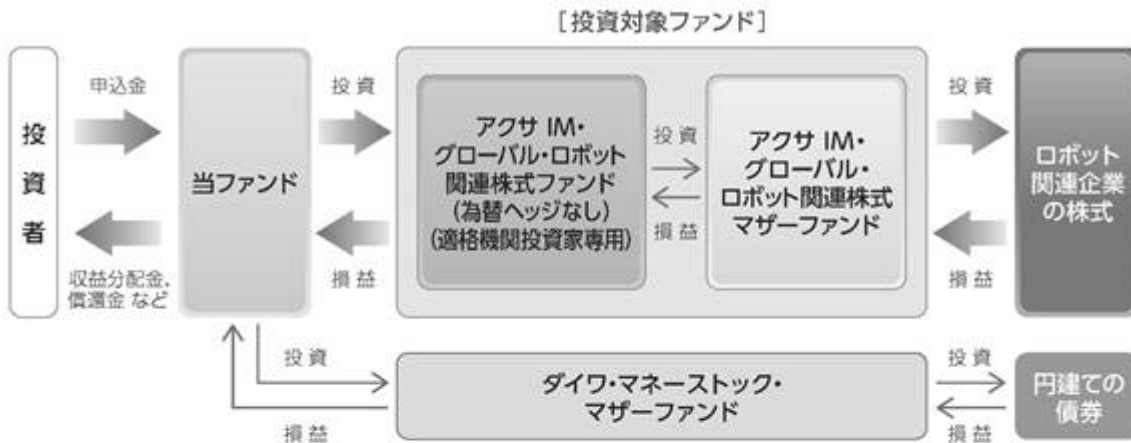 [投資対象ファンド]
投資者
申込金
収益分配金、
償還金 など
当ファンド
投資
損益
アクサ IM・
グローバル・ロボット
関連株式ファンド
(為替ヘッジなし)
(適格機関投資家専用)
投資
損益
アクサ IM・
グローバル・
ロボット関連株式
マザーファンド
投資
損益
ロボット
関連企業
の株式
投資
損益
ダイワ・マネーストック・
マザーファンド
投資
損益
円建ての
債券